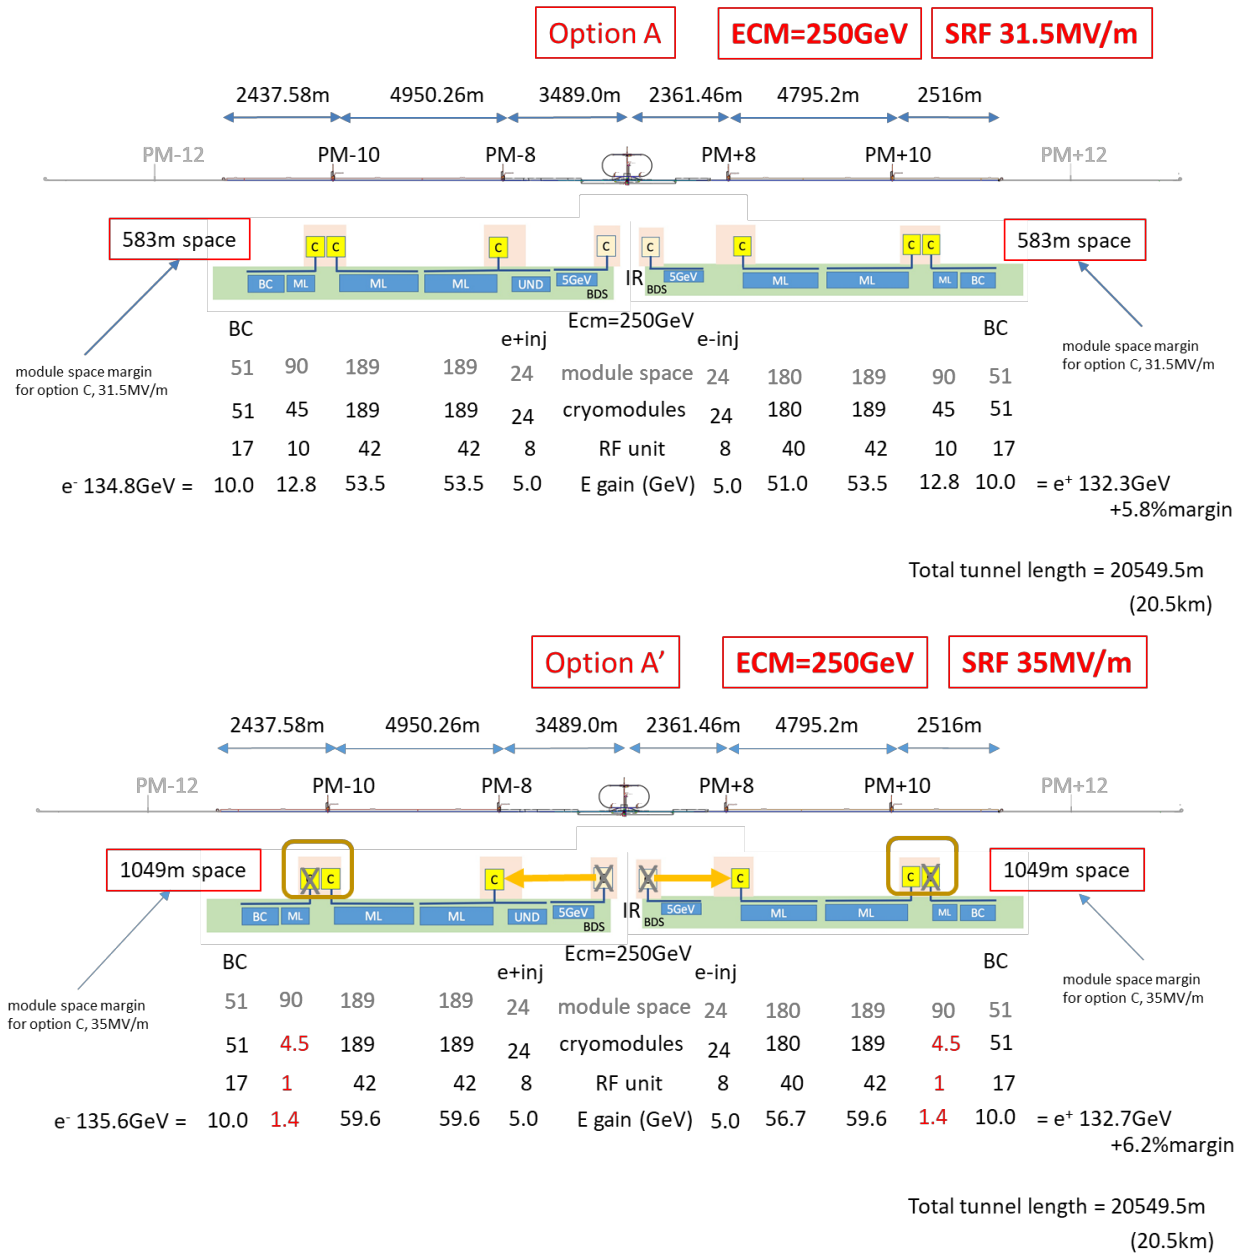 Option A ECM=250GeV SRF 31.5MV/m
2437.58m 4950.26m 3489.0m 2361.46m 4795.2m 2516m
PM-12 PM-10 PM-8 PM+8 PM+10 PM+12
583m space C C C C C C C C 583m space
BC ML ML ML UND 5GeV BDS IR BDS 5GeV ML ML ML BC
Ecm=250GeV
BC e+inj e-inj BC
module space margin
for option C, 31.5MV/m
module space margin
for option C, 31.5MV/m
51 90 189 189 24 module space 24 180 189 90 51
51 45 189 189 24 cryomodules 24 180 189 45 51
17 10 42 42 8 RF unit 8 40 42 10 17
e- 134.8GeV = 10.0 12.8 53.5 53.5 5.0 E gain (GeV) 5.0 51.0 53.5 12.8 10.0 = e+ 132.3GeV
+5.8%margin
Total tunnel length = 20549.5m
(20.5km)
Option A’ ECM=250GeV SRF 35MV/m
2437.58m 4950.26m 3489.0m 2361.46m 4795.2m 2516m
PM-12 PM-10 PM-8 PM+8 PM+10 PM+12
1049m space C C C C C C C C 1049m space
BC ML ML ML UND 5GeV BDS IR BDS 5GeV ML ML ML BC
Ecm=250GeV
BC e+inj e-inj BC
module space margin
for option C, 35MV/m
module space margin
for option C, 35MV/m
51 90 189 189 24 module space 24 180 189 90 51
51 4.5 189 189 24 cryomodules 24 180 189 4.5 51
17 1 42 42 8 RF unit 8 40 42 1 17
e- 135.6GeV = 10.0 1.4 59.6 59.6 5.0 E gain (GeV) 5.0 56.7 59.6 1.4 10.0 = e+ 132.7GeV
+6.2%margin
Total tunnel length = 20549.5m
(20.5km)